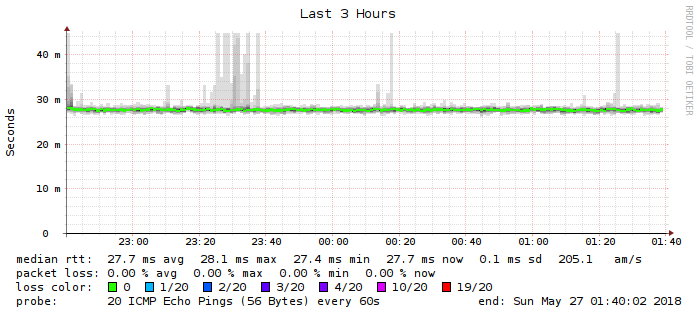 Last 3 Hours
RRDTOOL / TOBI OETIKER
Seconds
40 m
30 m
20 m
10 m
0
23:00 23:20 23:40 00:00 00:20 00:40 01:00 01:20 01:40
median rtt: 27.7 ms avg 28.1 ms max 27.4 ms min 27.7 ms now 0.1 ms sd 205.1 am/s
packet loss: 0.00 % avg 0.00 % max 0.00 % min 0.00 % now
loss color: 0 1/20 2/20 3/20 4/20 10/20 19/20
probe: 20 ICMP Echo Pings (56 Bytes) every 60s end: Sun May 27 01:40:02 2018